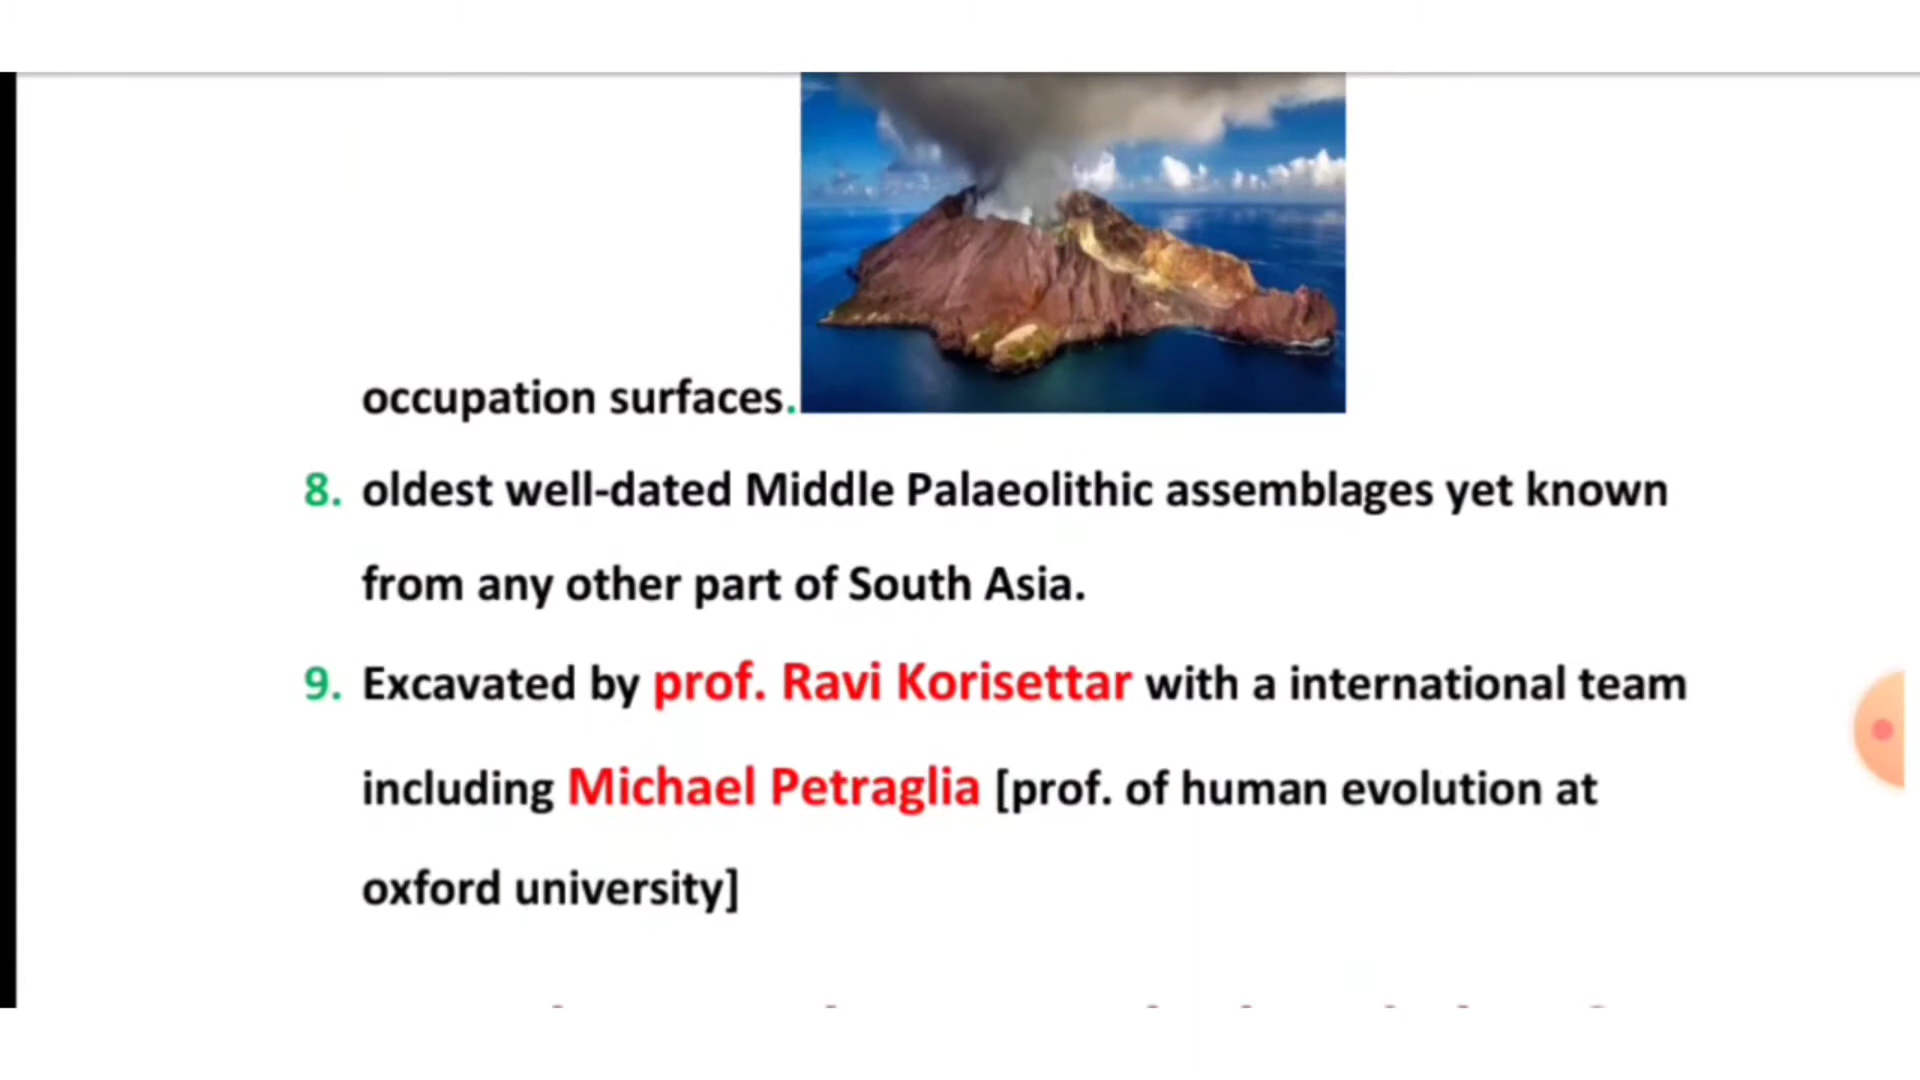 occupation surfaces.
8. oldest well-dated Middle Palaeolithic assemblages yet known
from any other part of South Asia.
9. Excavated by prof. Ravi Korisettar with a international team
including Michael Petraglia [prof. of human evolution at
oxford university]